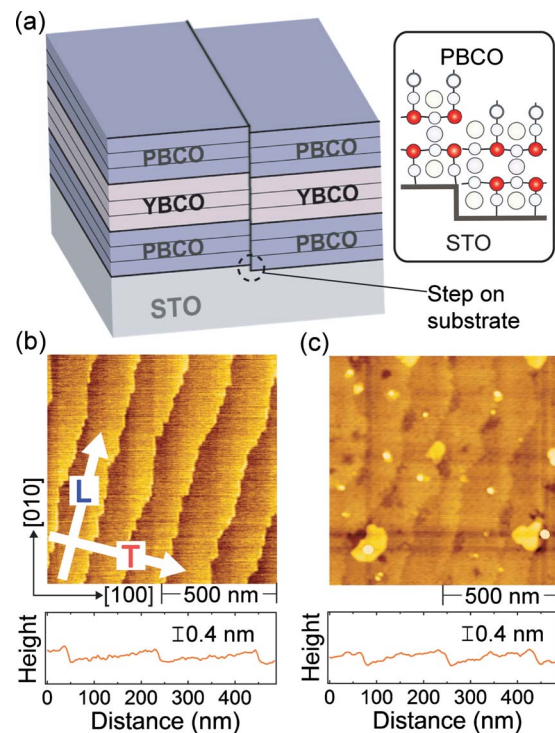 (a)
PBCO
PBCO
YBCO
YBCO
PBCO
PBCO
STO
PBCO
STO
Step on
substrate
(b)
(c)
L
T
[010]
[100]
500 nm
500 nm
Height
0.4 nm
0 100 200 300 400
Distance (nm)
Height
0.4 nm
0 100 200 300 400
Distance (nm)